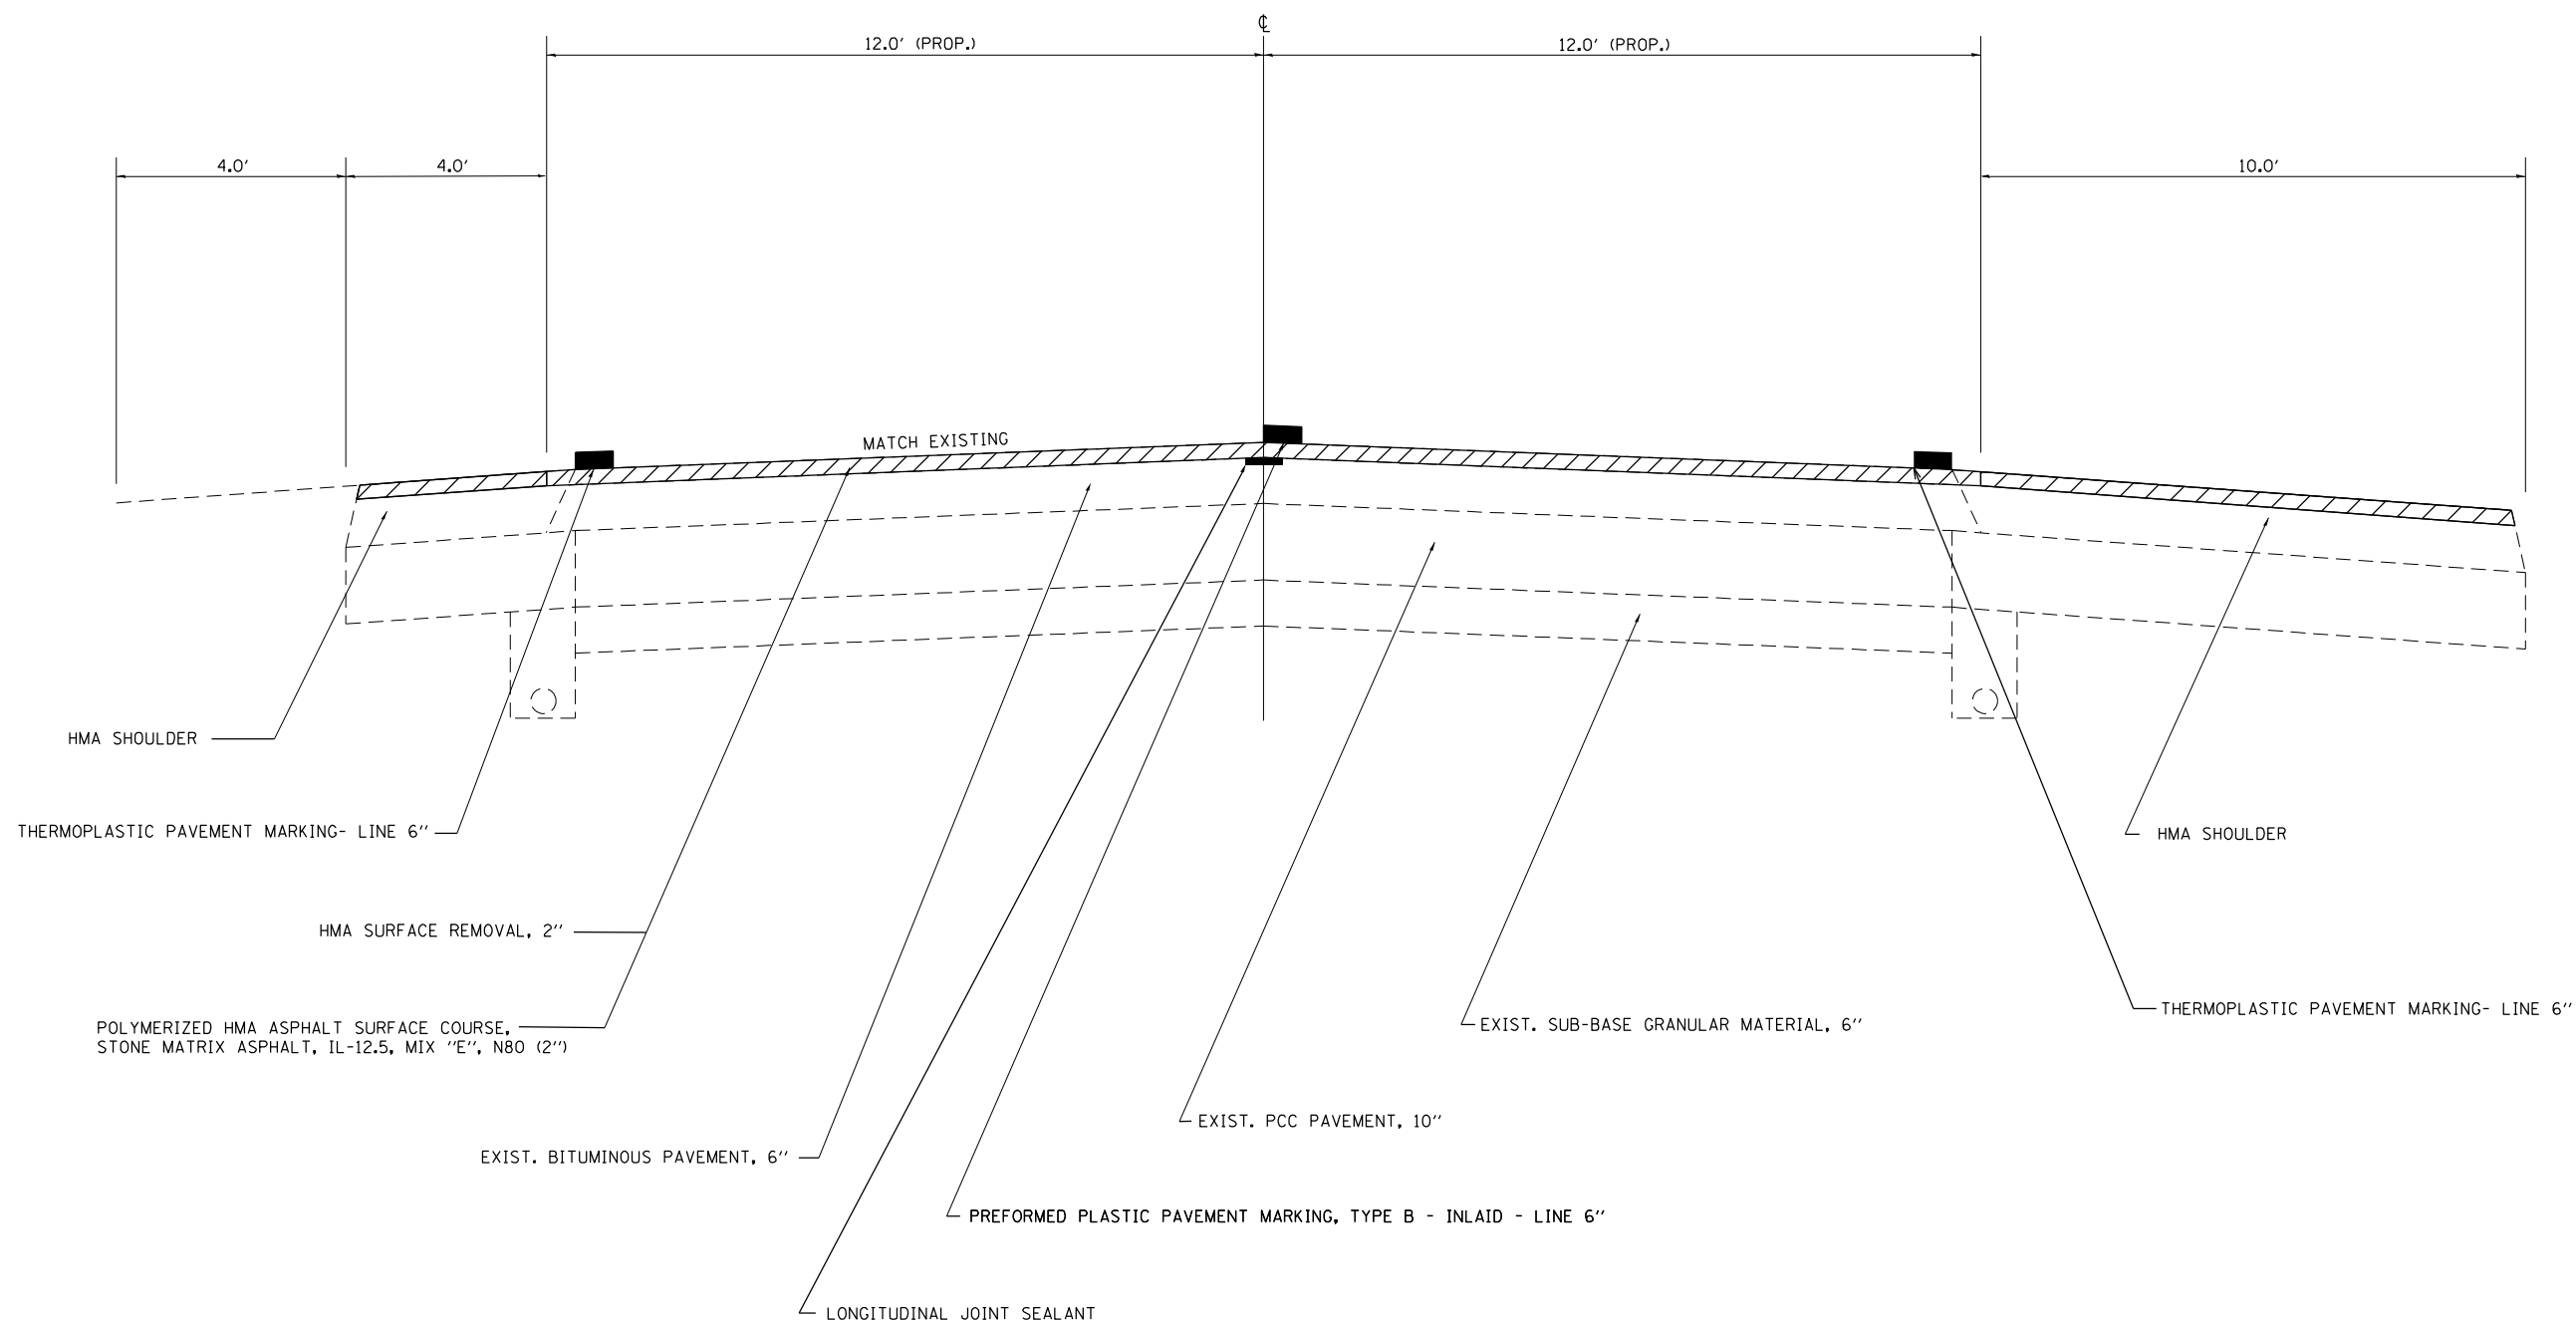 ℄
12.0' (PROP.)
12.0' (PROP.)
4.0'
4.0'
10.0'
MATCH EXISTING
HMA SHOULDER
THERMOPLASTIC PAVEMENT MARKING- LINE 6"
HMA SHOULDER
HMA SURFACE REMOVAL, 2"
THERMOPLASTIC PAVEMENT MARKING- LINE 6"
POLYMERIZED HMA ASPHALT SURFACE COURSE,
STONE MATRIX ASPHALT, IL-12.5, MIX "E", N80 (2")
EXIST. SUB-BASE GRANULAR MATERIAL, 6"
EXIST. PCC PAVEMENT, 10"
EXIST. BITUMINOUS PAVEMENT, 6"
PREFORMED PLASTIC PAVEMENT MARKING, TYPE B - INLAID - LINE 6"
LONGITUDINAL JOINT SEALANT